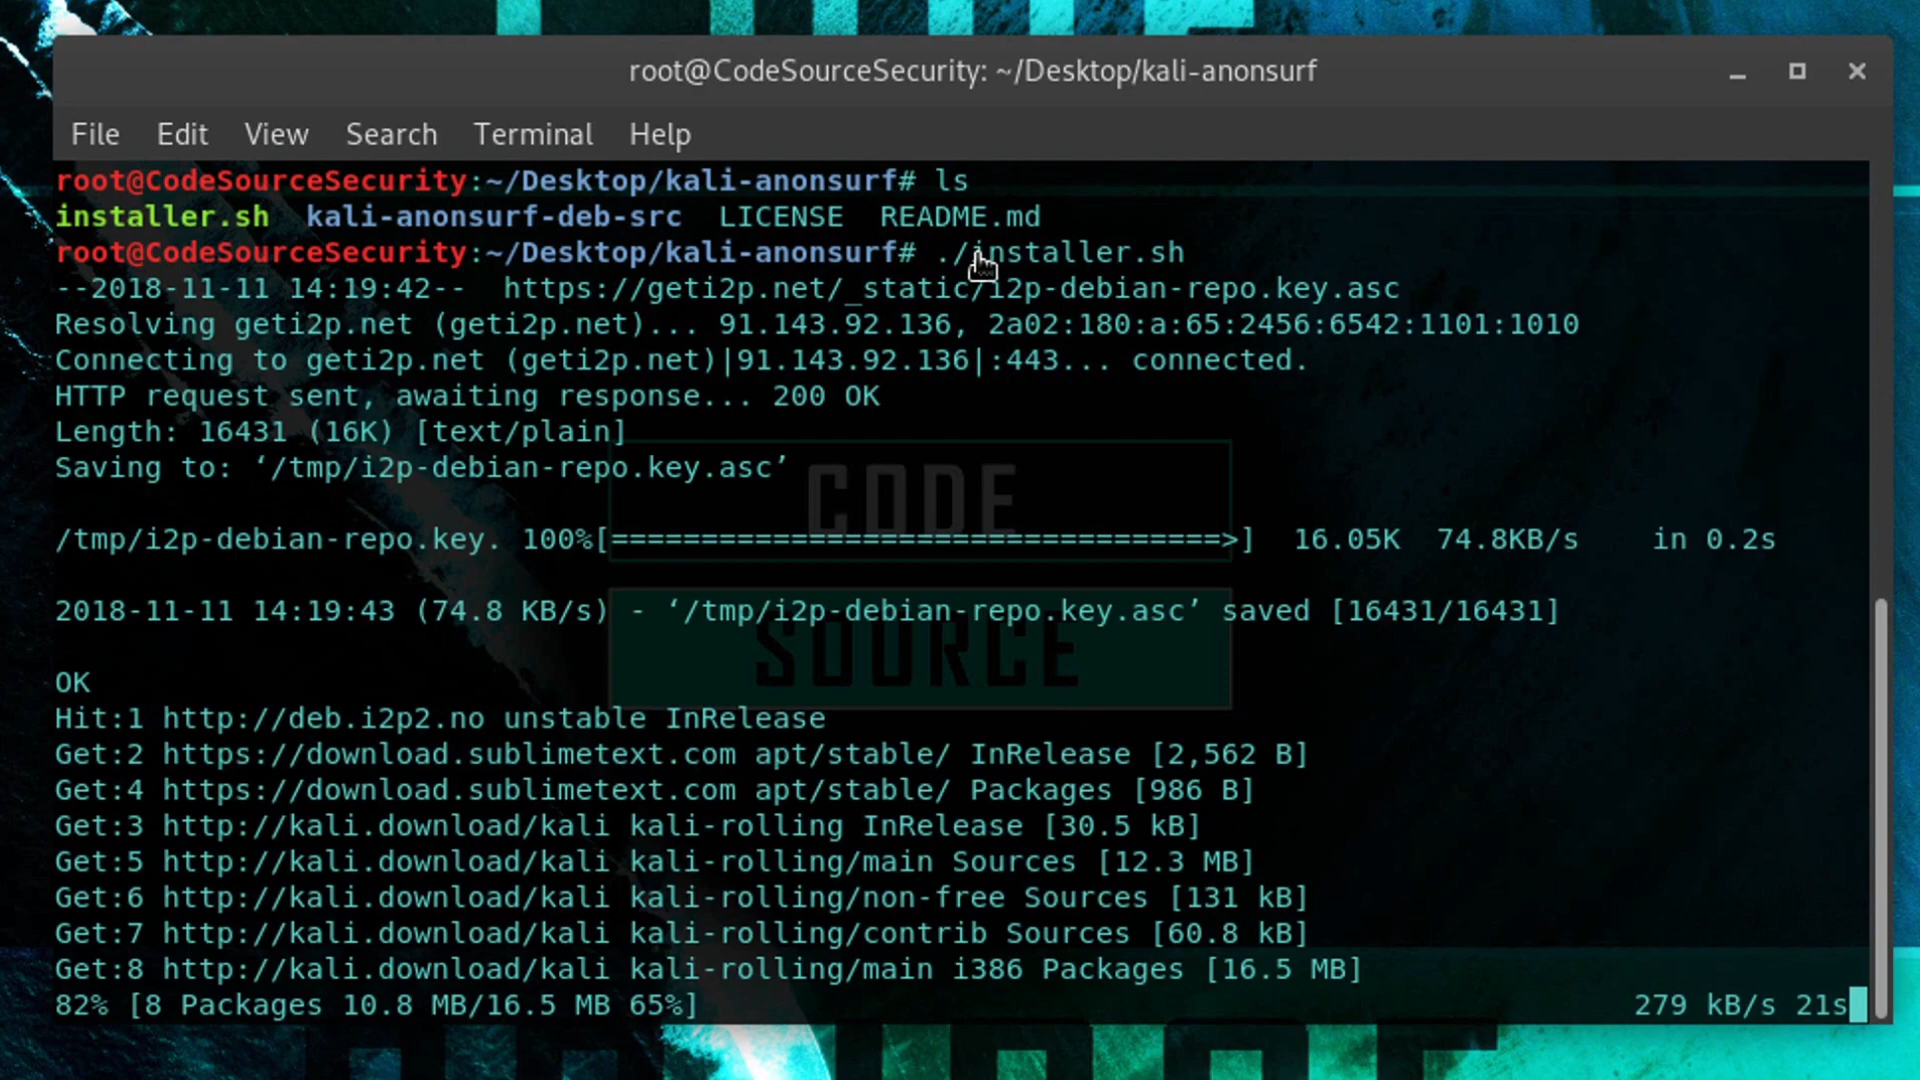 root@CodeSourceSecurity: ~/Desktop/kali-anonsurf
File Edit View Search Terminal Help
root@CodeSourceSecurity:~/Desktop/kali-anonsurf# ls
installer.sh  kali-anonsurf-deb-src  LICENSE  README.md
root@CodeSourceSecurity:~/Desktop/kali-anonsurf# ./installer.sh
--2018-11-11 14:19:42--  https://geti2p.net/_static/i2p-debian-repo.key.asc
Resolving geti2p.net (geti2p.net)... 91.143.92.136, 2a02:180:a:65:2456:6542:1101:1010
Connecting to geti2p.net (geti2p.net)|91.143.92.136|:443... connected.
HTTP request sent, awaiting response... 200 OK
Length: 16431 (16K) [text/plain]
Saving to: ‘/tmp/i2p-debian-repo.key.asc’
CODE
/tmp/i2p-debian-repo.key. 100%[==================================>]  16.05K  74.8KB/s    in 0.2s
2018-11-11 14:19:43 (74.8 KB/s) - ‘/tmp/i2p-debian-repo.key.asc’ saved [16431/16431]
SOURCE
OK
Hit:1 http://deb.i2p2.no unstable InRelease
Get:2 https://download.sublimetext.com apt/stable/ InRelease [2,562 B]
Get:4 https://download.sublimetext.com apt/stable/ Packages [986 B]
Get:3 http://kali.download/kali kali-rolling InRelease [30.5 kB]
Get:5 http://kali.download/kali kali-rolling/main Sources [12.3 MB]
Get:6 http://kali.download/kali kali-rolling/non-free Sources [131 kB]
Get:7 http://kali.download/kali kali-rolling/contrib Sources [60.8 kB]
Get:8 http://kali.download/kali kali-rolling/main i386 Packages [16.5 MB]
82% [8 Packages 10.8 MB/16.5 MB 65%] 279 kB/s 21s